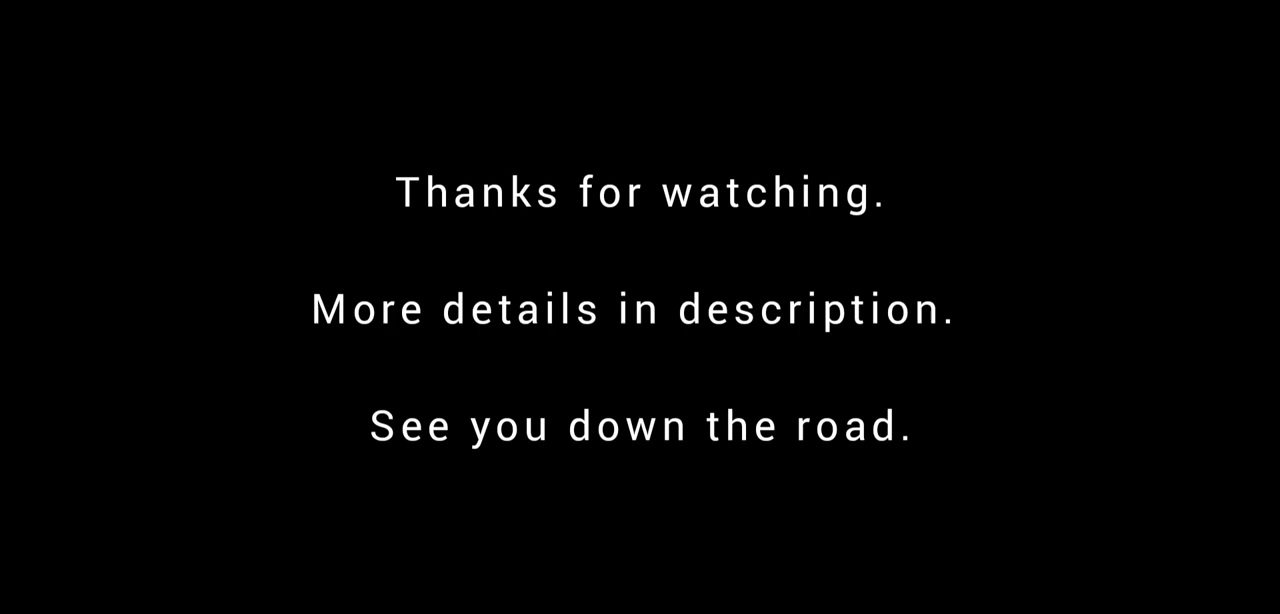 Thanks for watching.
More details in description.
See you down the road.